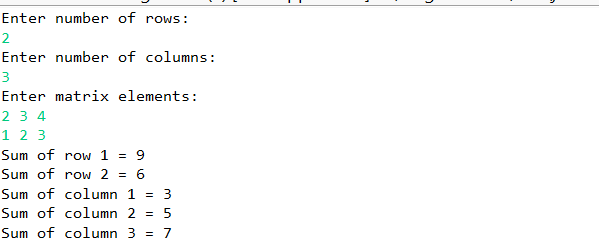 Enter number of rows:
2
Enter number of columns:
3
Enter matrix elements:
2 3 4
1 2 3
Sum of row 1 = 9
Sum of row 2 = 6
Sum of column 1 = 3
Sum of column 2 = 5
Sum of column 3 = 7